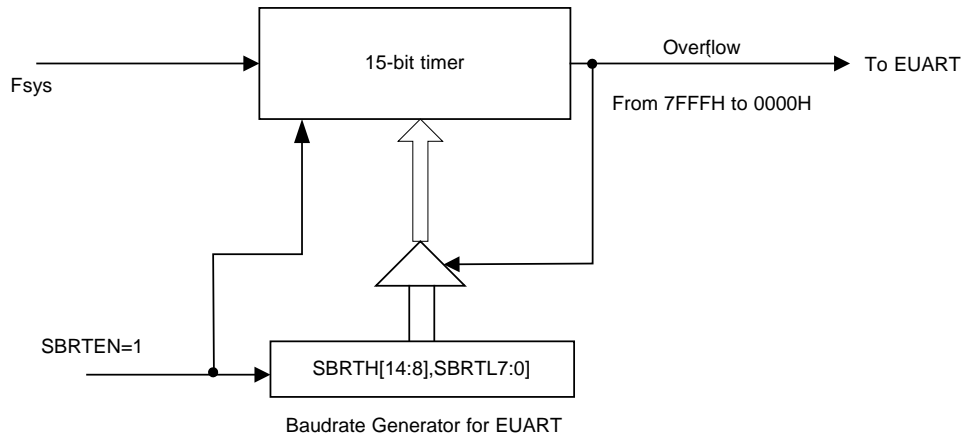 15-bit timer
Overflow
To EUART
Fsys
From 7FFFH to 0000H
SBRTEN=1
SBRTH[14:8],SBRTL7:0]
Baudrate Generator for EUART